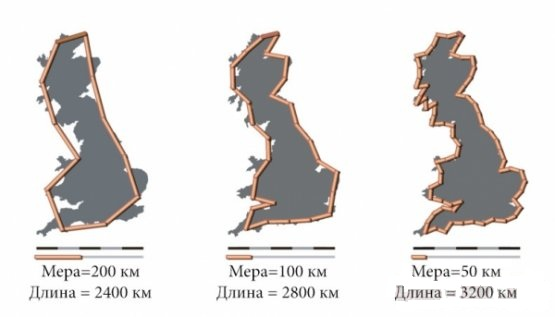 Мера=200 км
Длина = 2400 км
Мера=100 км
Длина = 2800 км
Мера=50 км
Длина = 3200 км